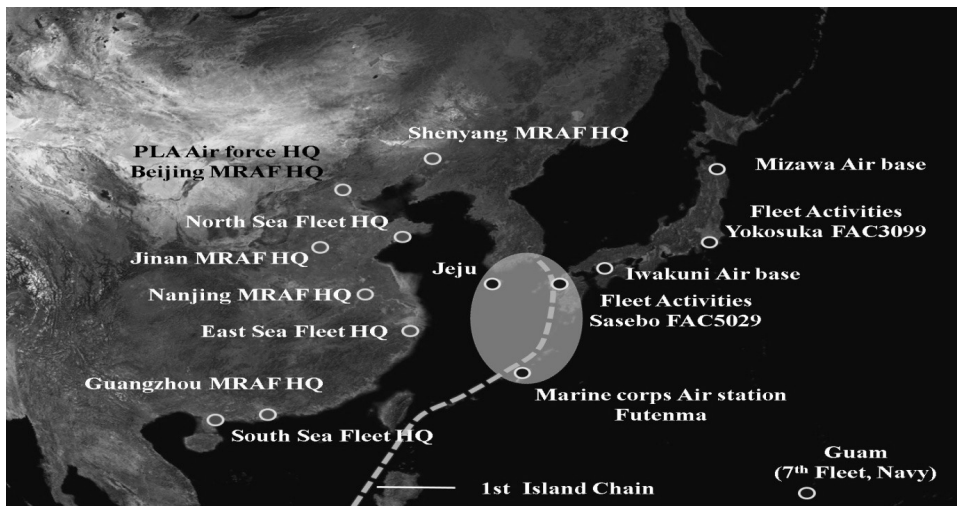 Shenyang MRAF HQ
PLA Air force HQ
Beijing MRAF HQ
Mizawa Air base
North Sea Fleet HQ
Fleet Activities
Yokosuka FAC3099
Jinan MRAF HQ
Jeju
Iwakuni Air base
Nanjing MRAF HQ
Fleet Activities
Sasebo FAC5029
East Sea Fleet HQ
Guangzhou MRAF HQ
Marine corps Air station
Futenma
South Sea Fleet HQ
Guam
(7th Fleet, Navy)
1st Island Chain